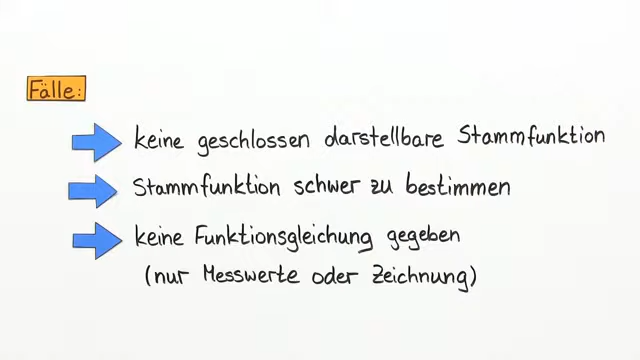 Fälle:
keine geschlossen darstellbare Stammfunktion
Stammfunktion schwer zu bestimmen
keine Funktionsgleichung gegeben
(nur Messwerte oder Zeichnung)